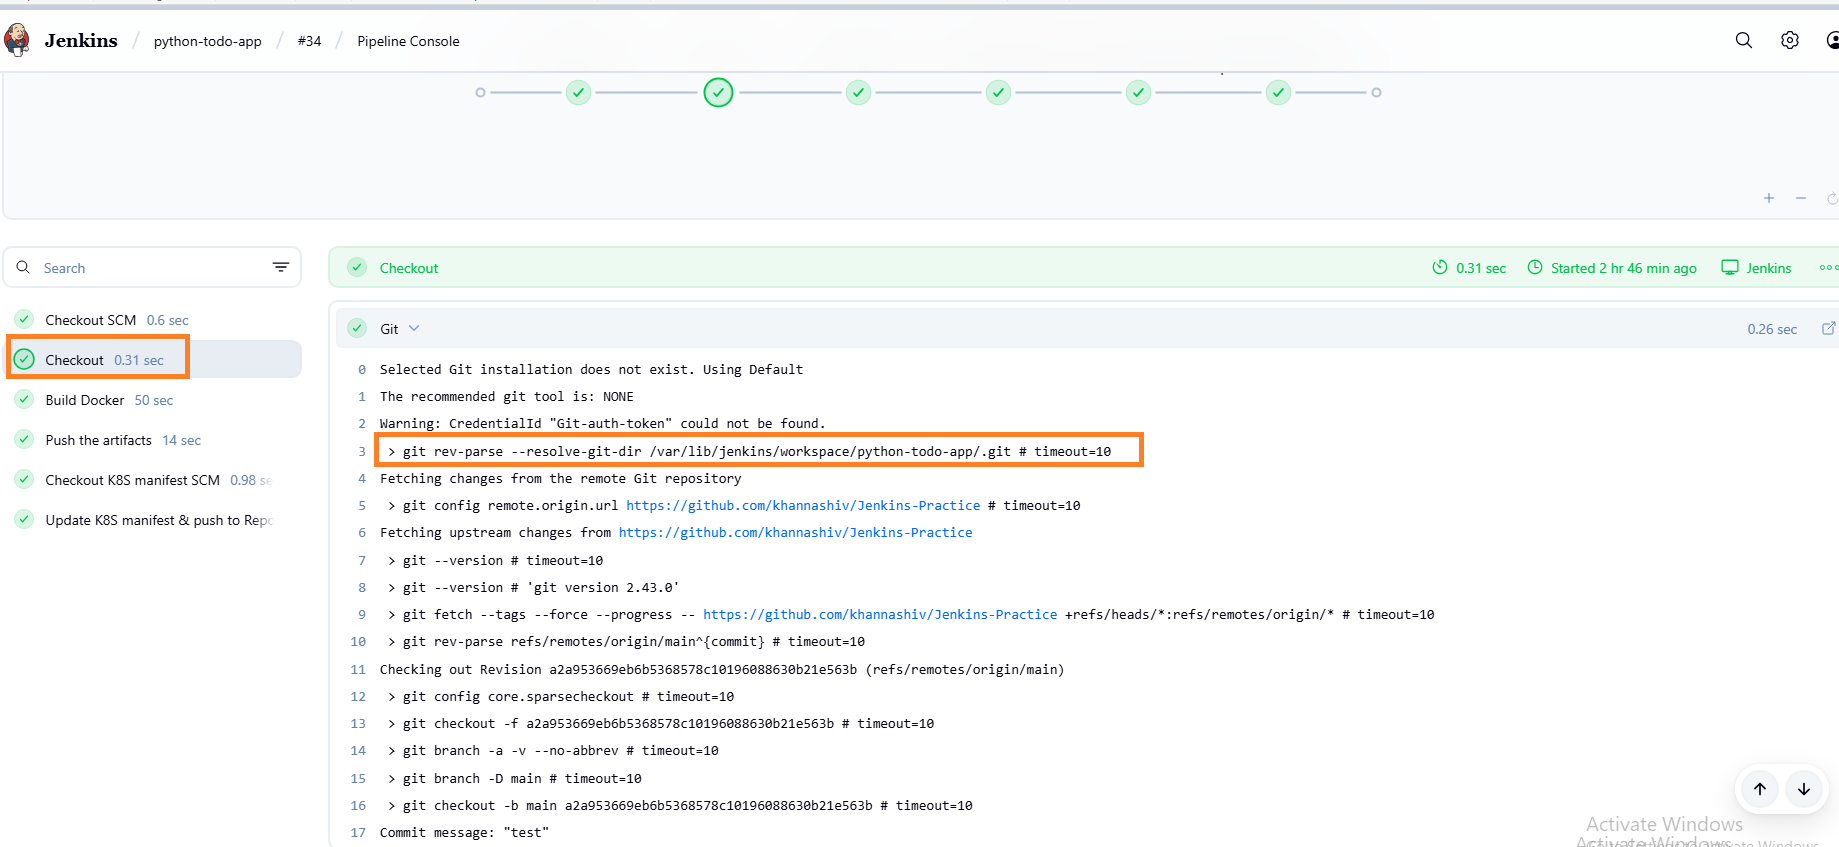 Jenkins / python-todo-app / #34 / Pipeline Console
Search
Checkout SCM 0.6 sec
Checkout 0.31 sec
Build Docker 50 sec
Push the artifacts 14 sec
Checkout K8S manifest SCM 0.98 se
Update K8S manifest & push to Repo
Checkout 0.31 sec Started 2 hr 46 min ago Jenkins
Git 0.26 sec
0 Selected Git installation does not exist. Using Default
1 The recommended git tool is: NONE
2 Warning: CredentialId "Git-auth-token" could not be found.
3 > git rev-parse --resolve-git-dir /var/lib/jenkins/workspace/python-todo-app/.git # timeout=10
4 Fetching changes from the remote Git repository
5 > git config remote.origin.url https://github.com/khannashiv/Jenkins-Practice # timeout=10
6 Fetching upstream changes from https://github.com/khannashiv/Jenkins-Practice
7 > git --version # timeout=10
8 > git --version # 'git version 2.43.0'
9 > git fetch --tags --force --progress -- https://github.com/khannashiv/Jenkins-Practice +refs/heads/*:refs/remotes/origin/* # timeout=10
10 > git rev-parse refs/remotes/origin/main^{commit} # timeout=10
11 Checking out Revision a2a953669eb6b5368578c10196088630b21e563b (refs/remotes/origin/main)
12 > git config core.sparsecheckout # timeout=10
13 > git checkout -f a2a953669eb6b5368578c10196088630b21e563b # timeout=10
14 > git branch -a -v --no-abbrev # timeout=10
15 > git branch -D main # timeout=10
16 > git checkout -b main a2a953669eb6b5368578c10196088630b21e563b # timeout=10
17 Commit message: "test"
Activate Windows
Activate Windows